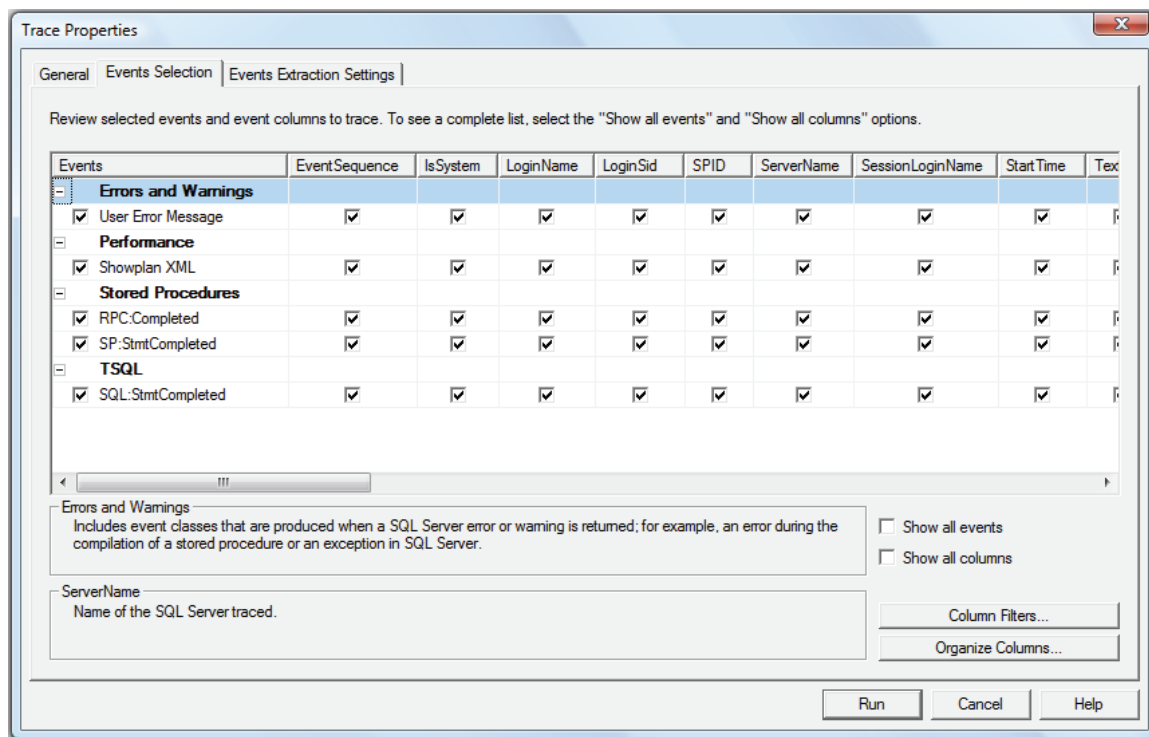 Trace Properties
General Events Selection Events Extraction Settings
Review selected events and event columns to trace. To see a complete list, select the "Show all events" and "Show all columns" options.
Events EventSequence IsSystem LoginName LoginSid SPID ServerName SessionLoginName StartTime Tex
Errors and Warnings
User Error Message
Performance
Showplan XML
Stored Procedures
RPC:Completed
SP:StmtCompleted
TSQL
SQL:StmtCompleted
Errors and Warnings
Includes event classes that are produced when a SQL Server error or warning is returned; for example, an error during the
compilation of a stored procedure or an exception in SQL Server.
Show all events
Show all columns
ServerName
Name of the SQL Server traced.
Column Filters...
Organize Columns...
Run Cancel Help